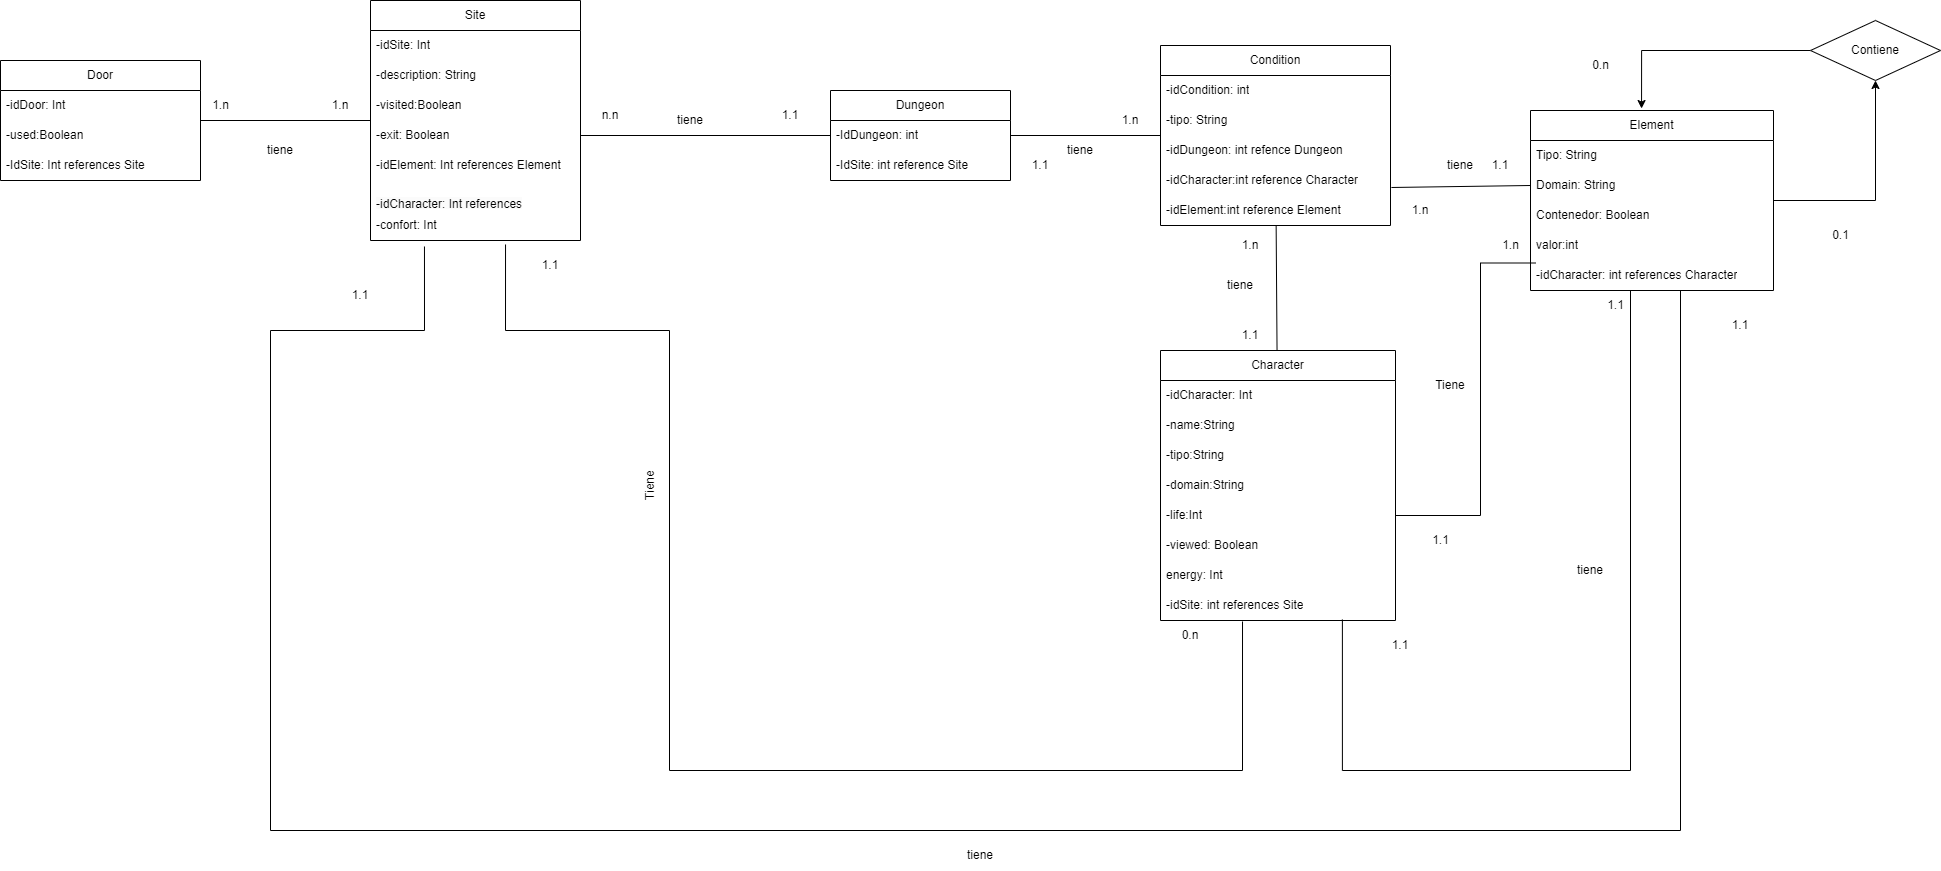 Site
-idSite: Int
-description: String
-visited:Boolean
-exit: Boolean
-idElement: Int references Element
-idCharacter: Int references
-confort: Int
Door
-idDoor: Int
-used:Boolean
-IdSite: Int references Site
1.n
1.n
tiene
n.n
tiene
1.1
Dungeon
-IdDungeon: int
-IdSite: int reference Site
1.n
tiene
1.1
Condition
-idCondition: int
-tipo: String
-idDungeon: int refence Dungeon
-idCharacter:int reference Character
-idElement:int reference Element
tiene
1.1
1.n
Element
Tipo: String
Domain: String
Contenedor: Boolean
valor:int
-idCharacter: int references Character
0.n
Contiene
0.1
1.n
1.n
tiene
1.1
1.1
1.1
1.1
1.1
Character
-idCharacter: Int
-name:String
-tipo:String
-domain:String
-life:Int
-viewed: Boolean
energy: Int
-idSite: int references Site
Tiene
1.1
Tiene
tiene
0.n
1.1
tiene